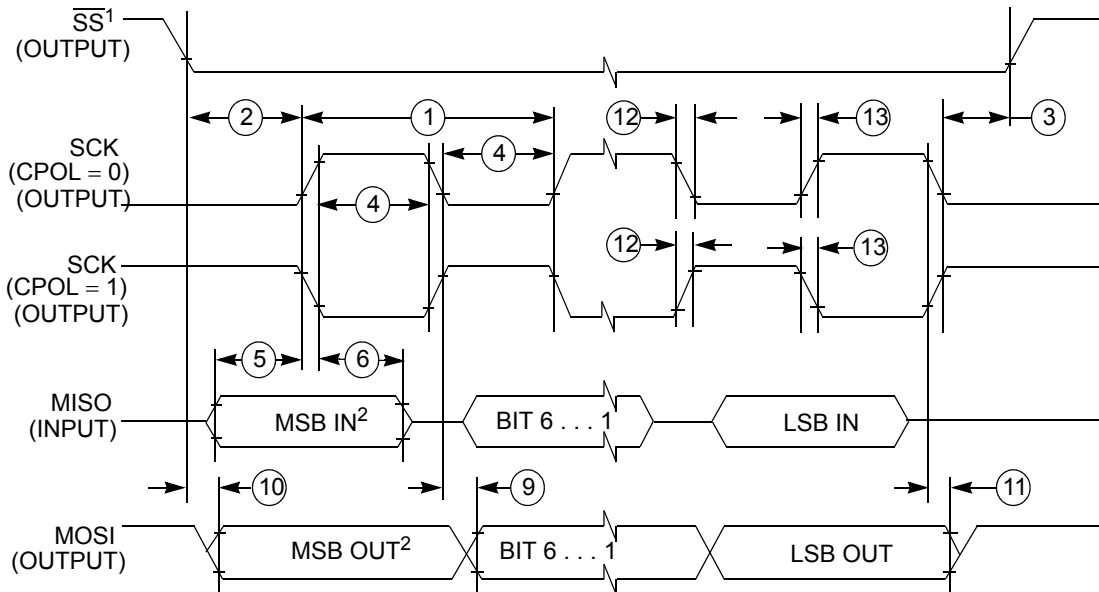 SS¹
(OUTPUT)
2
1
12
13
3
SCK
(CPOL = 0)
(OUTPUT)
4
4
12
13
SCK
(CPOL = 1)
(OUTPUT)
5
6
MISO
(INPUT)
MSB IN²
BIT 6 . . . 1
LSB IN
10
9
11
MOSI
(OUTPUT)
MSB OUT²
BIT 6 . . . 1
LSB OUT